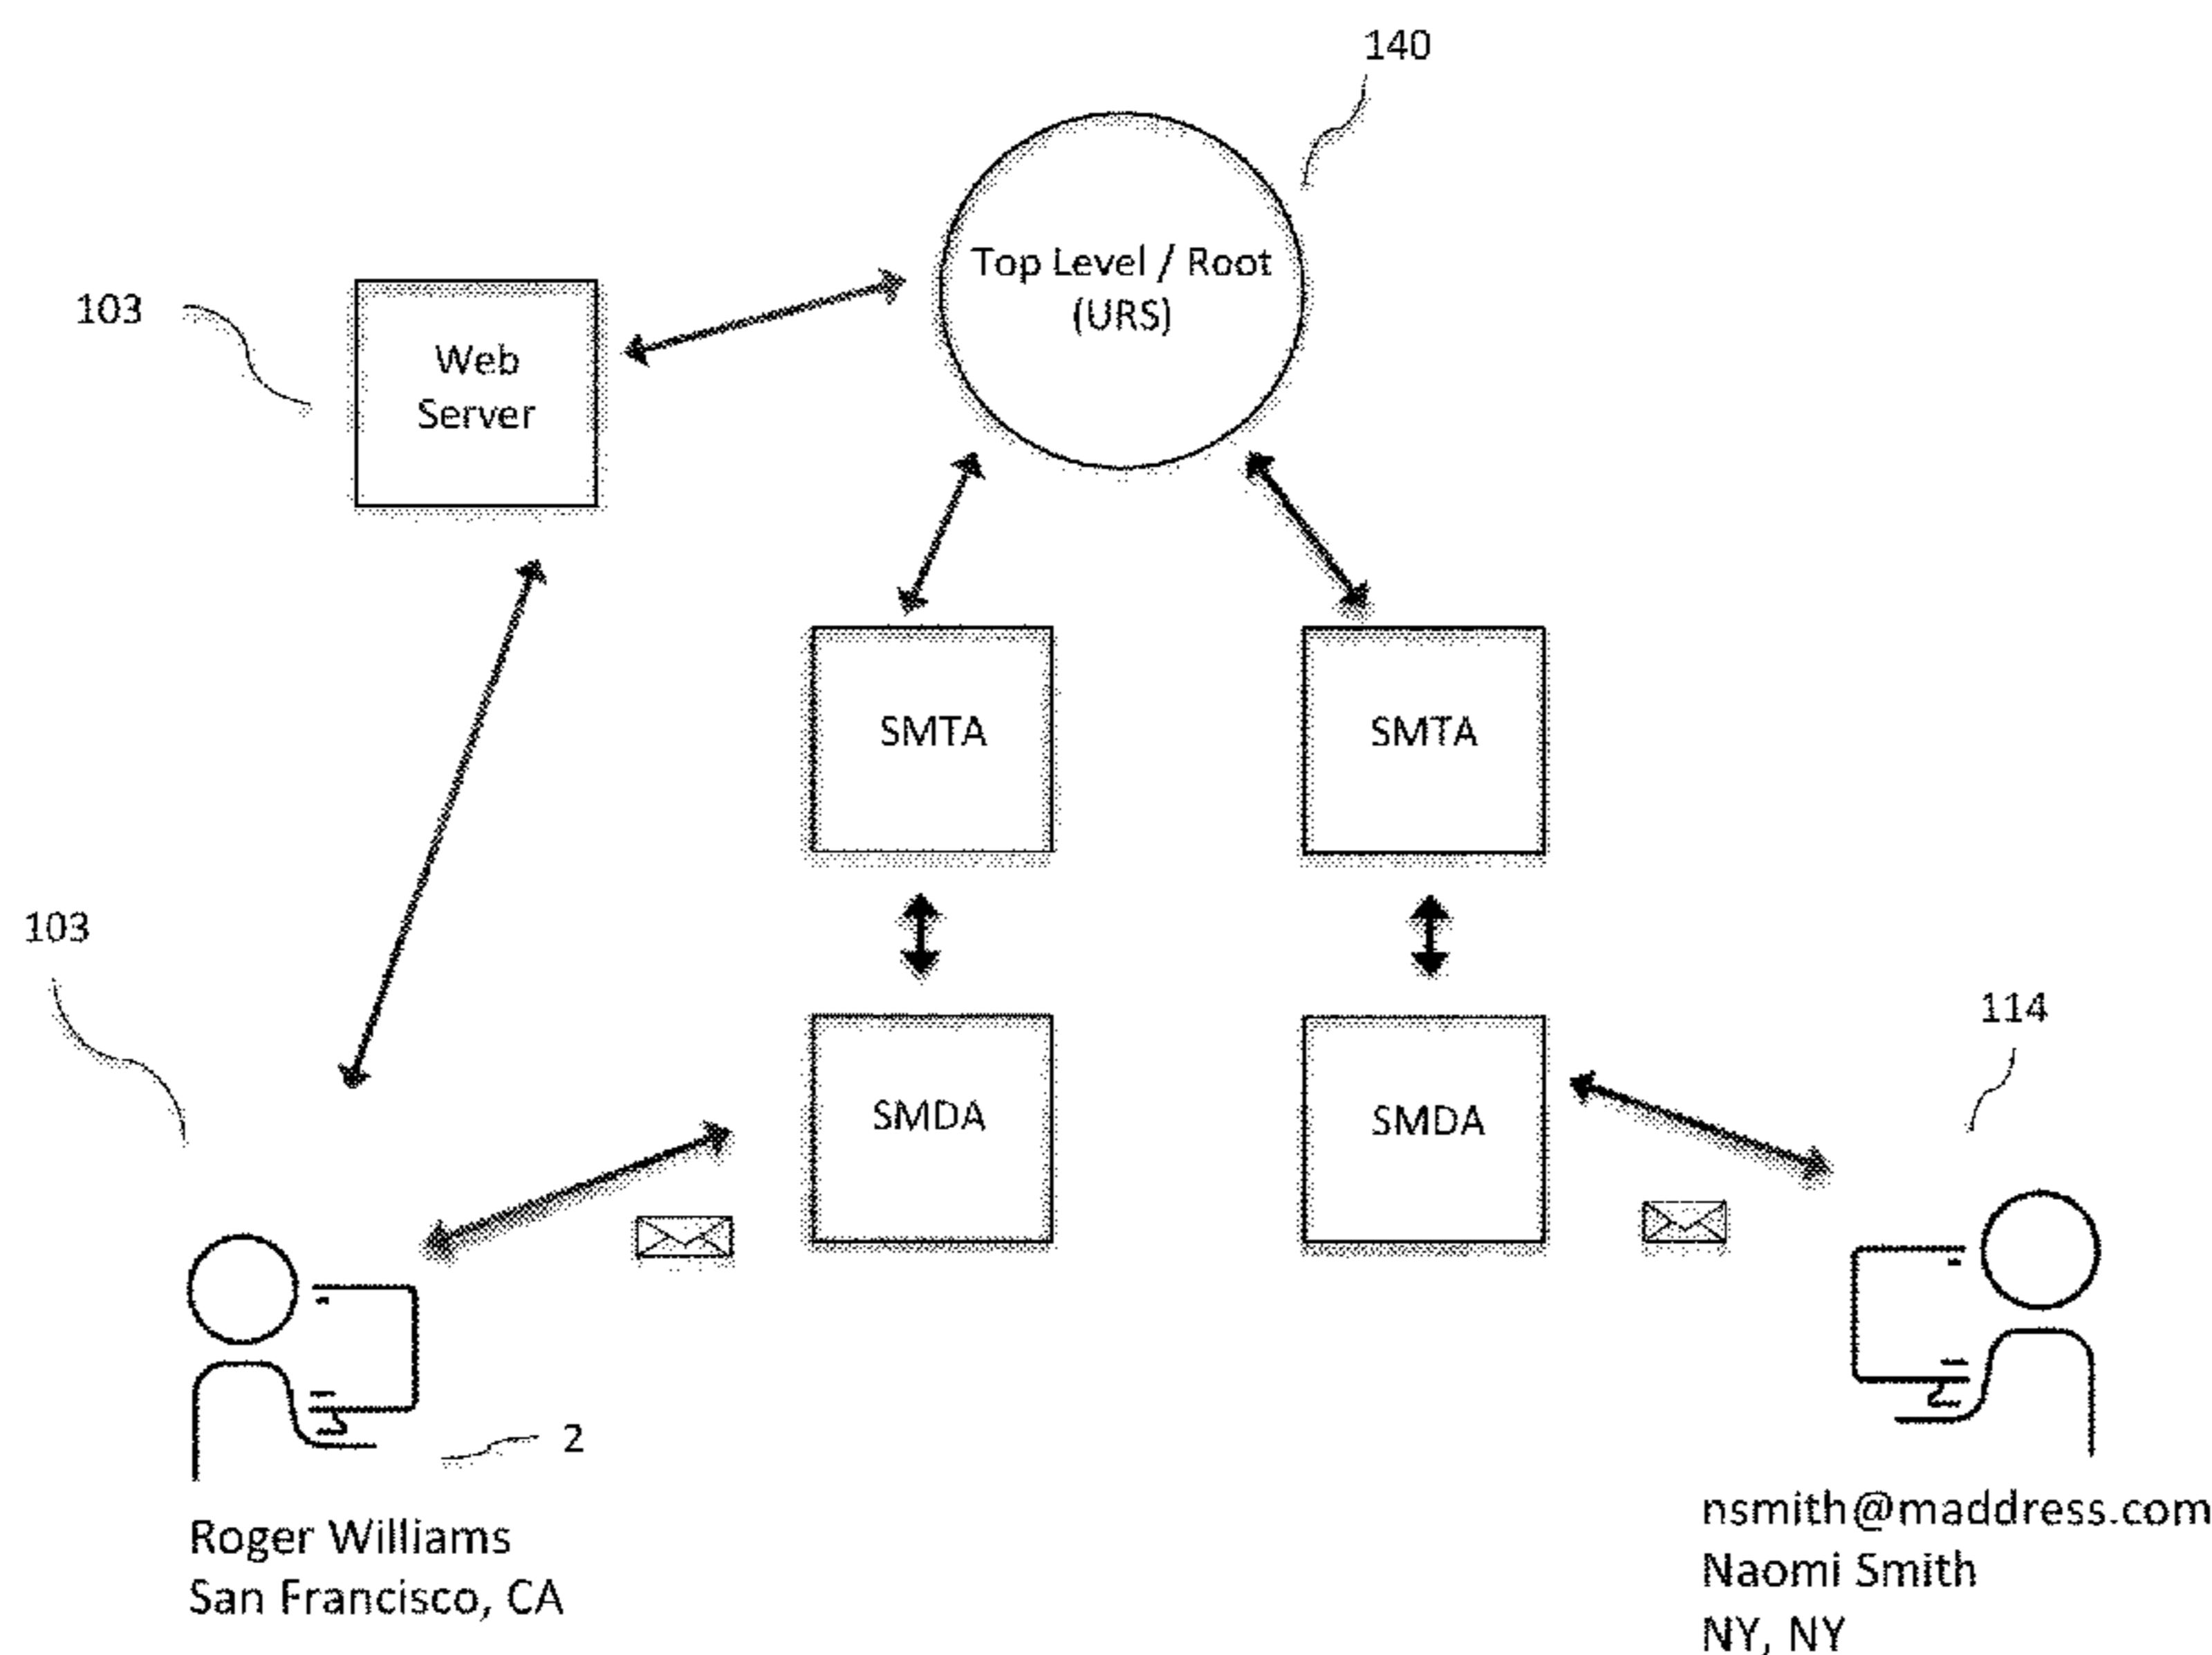 140
Top Level / Root
(URS)
103
Web
Server
SMTA
SMTA
103
114
SMDA
SMDA
2
Roger Williams
San Francisco, CA
nsmith@maddress.com
Naomi Smith
NY, NY